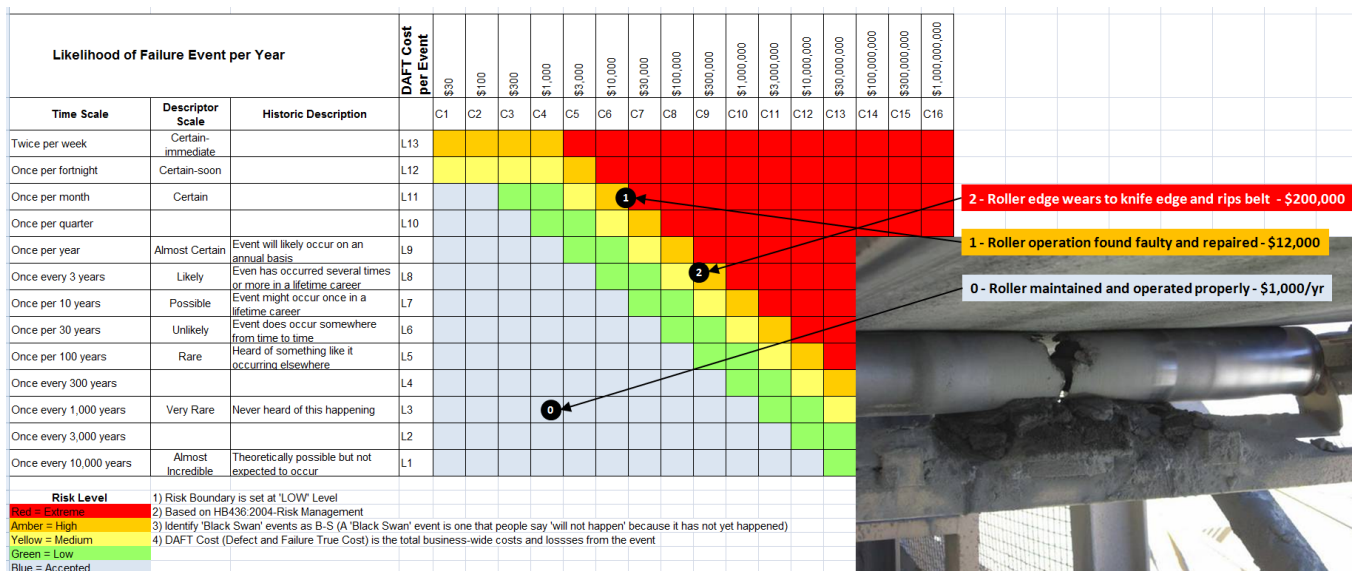 Likelihood of Failure Event per Year
DAFT Cost per Event
$30
$100
$300
$1,000
$3,000
$10,000
$30,000
$100,000
$300,000
$1,000,000
$3,000,000
$10,000,000
$30,000,000
$100,000,000
$300,000,000
$1,000,000,000
Time Scale
Descriptor Scale
Historic Description
C1 C2 C3 C4 C5 C6 C7 C8 C9 C10 C11 C12 C13 C14 C15 C16
Twice per week
Certain-immediate
L13
Once per fortnight
Certain-soon
L12
Once per month
Certain
L11
1
Once per quarter
L10
Once per year
Almost Certain
Event will likely occur on an
annual basis
L9
Once every 3 years
Likely
Even has occurred several times
or more in a lifetime career
L8
2
Once per 10 years
Possible
Event might occur once in a
lifetime career
L7
Once per 30 years
Unlikely
Event does occur somewhere
from time to time
L6
Once per 100 years
Rare
Heard of something like it
occurring elsewhere
L5
Once every 300 years
L4
Once every 1,000 years
Very Rare
Never heard of this happening
L3
0
Once every 3,000 years
L2
Once every 10,000 years
Almost
Incredible
Theoretically possible but not
expected to occur
L1
2 - Roller edge wears to knife edge and rips belt - $200,000
1 - Roller operation found faulty and repaired - $12,000
0 - Roller maintained and operated properly - $1,000/yr
Risk Level
Red = Extreme
Amber = High
Yellow = Medium
Green = Low
Blue = Accepted
1) Risk Boundary is set at 'LOW' Level
2) Based on HB436:2004-Risk Management
3) Identify 'Black Swan' events as B-S (A 'Black Swan' event is one that people say 'will not happen' because it has not yet happened)
4) DAFT Cost (Defect and Failure True Cost) is the total business-wide costs and lossses from the event